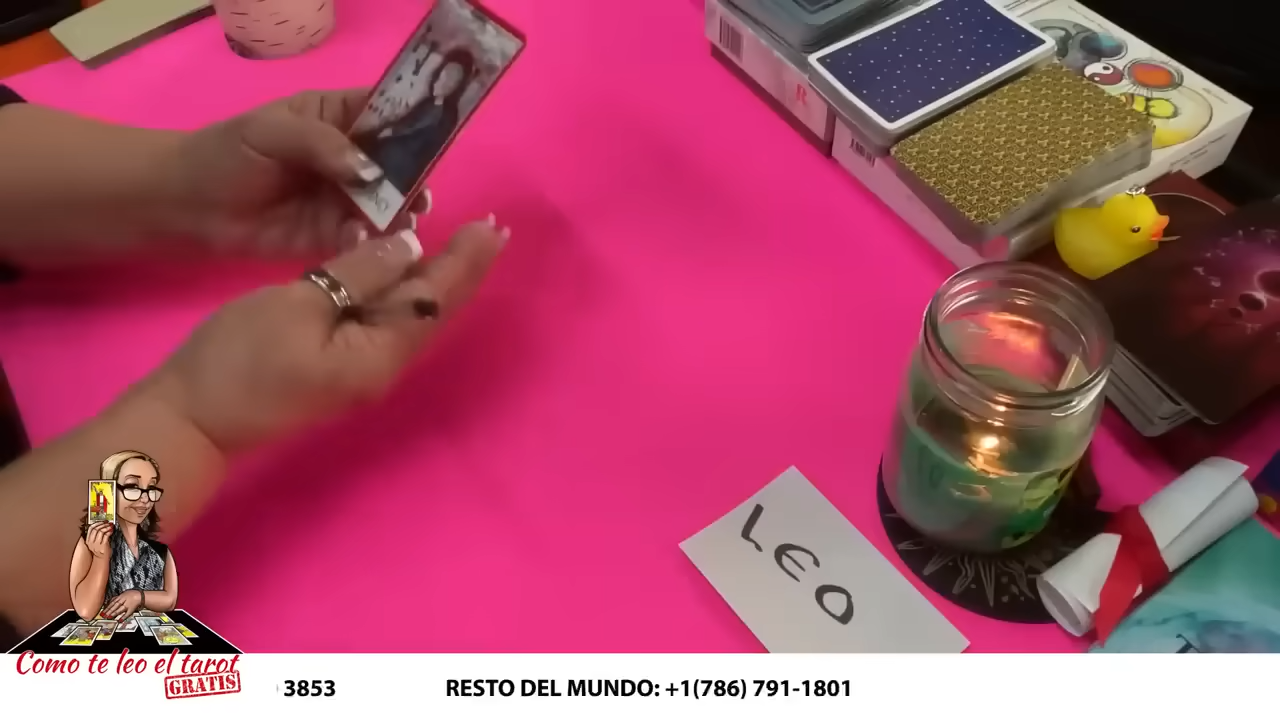 LEO
Como te leo el tarot
GRATIS
3853 RESTO DEL MUNDO: +1(786) 791-1801